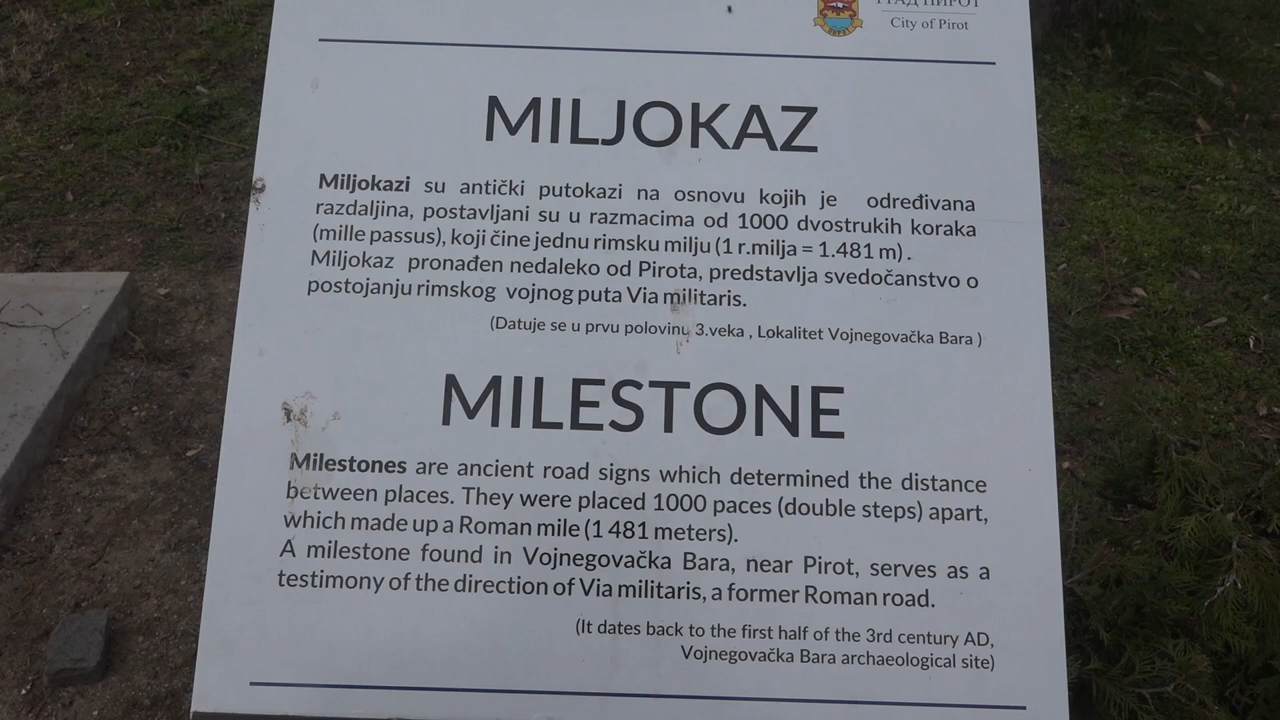 ГРАД ПИРОТ
City of Pirot
MILJOKAZ
Miljokazi su antički putokazi na osnovu kojih je određivana
razdaljina, postavljani su u razmacima od 1000 dvostrukih koraka
(mille passus), koji čine jednu rimsku milju (1 r.milja = 1.481 m) .
Miljokaz pronađen nedaleko od Pirota, predstavlja svedočanstvo o
postojanju rimskog vojnog puta Via militaris.
(Datuje se u prvu polovinu 3.veka , Lokalitet Vojnegovačka Bara )
MILESTONE
Milestones are ancient road signs which determined the distance
between places. They were placed 1000 paces (double steps) apart,
which made up a Roman mile (1 481 meters).
A milestone found in Vojnegovačka Bara, near Pirot, serves as a
testimony of the direction of Via militaris, a former Roman road.
(It dates back to the first half of the 3rd century AD,
Vojnegovačka Bara archaeological site)